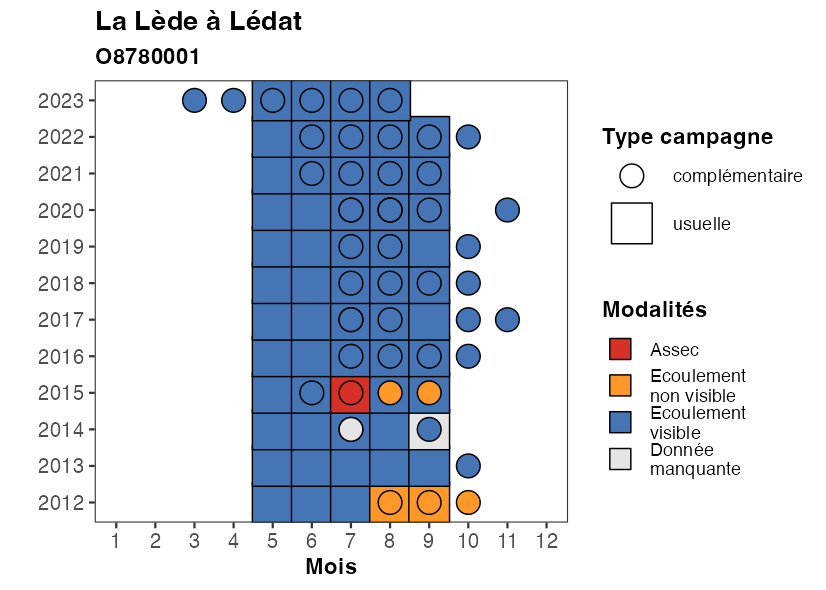 La Lède à Lédat
O8780001
2023
2022
2021
2020
2019
2018
2017
2016
2015
2014
2013
2012
1 2 3 4 5 6 7 8 9 10 11 12
Mois
Type campagne
complémentaire
usuelle
Modalités
Assec
Ecoulement
non visible
Ecoulement
visible
Donnée
manquante